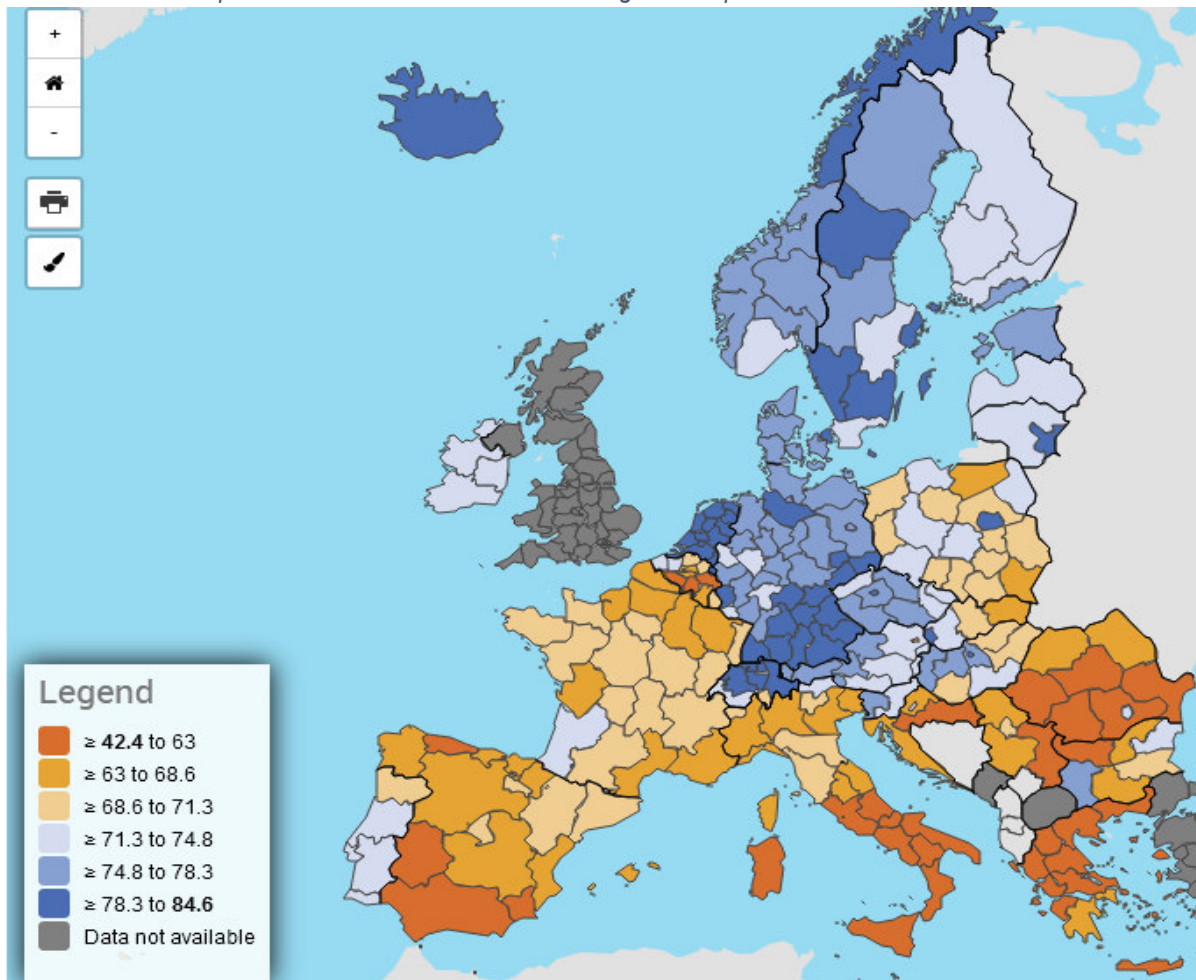 +
-
Legend
≥ 42.4 to 63
≥ 63 to 68.6
≥ 68.6 to 71.3
≥ 71.3 to 74.8
≥ 74.8 to 78.3
≥ 78.3 to 84.6
Data not available